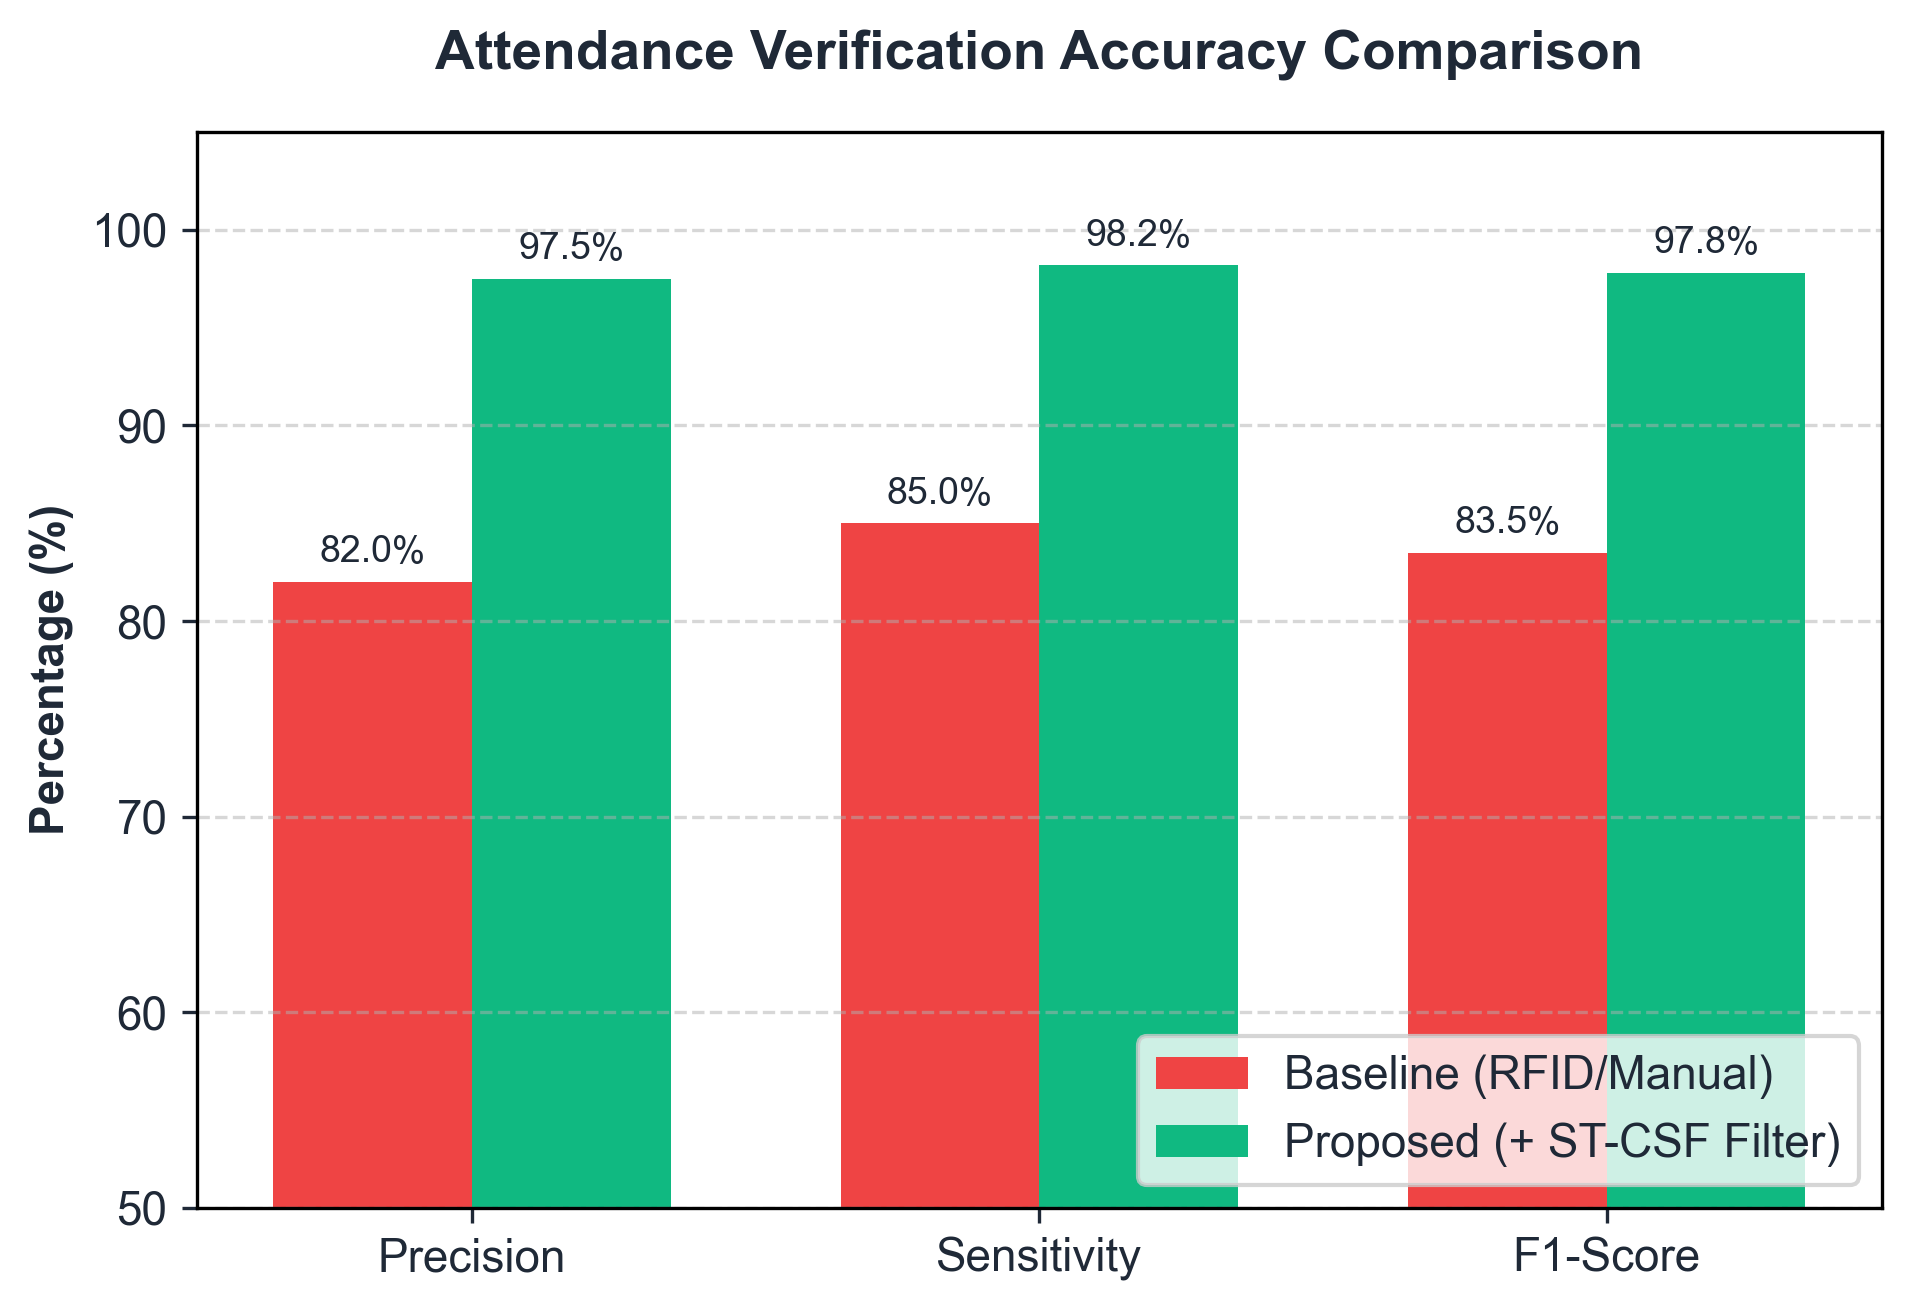 Attendance Verification Accuracy Comparison
Percentage (%)
100
90
80
70
60
50
82.0%
97.5%
85.0%
98.2%
83.5%
97.8%
Baseline (RFID/Manual)
Proposed (+ ST-CSF Filter)
Precision
Sensitivity
F1-Score